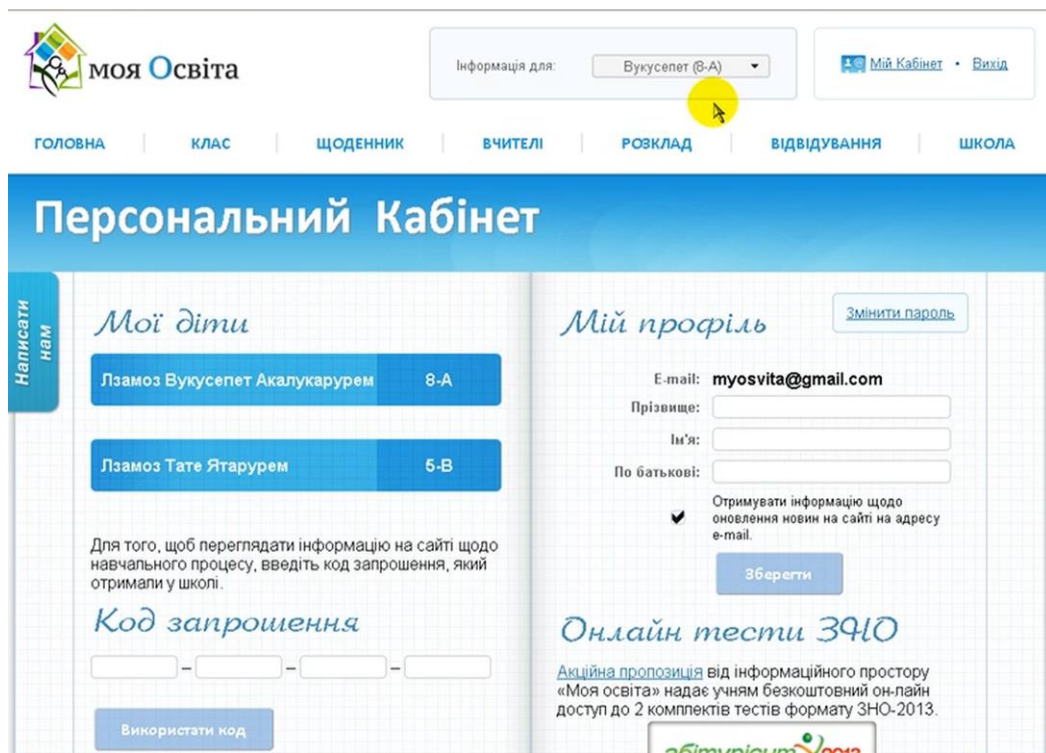 моя Освіта
Інформація для: Вукусепет (8-А)
Мій Кабінет • Вихід
ГОЛОВНА КЛАС ЩОДЕННИК ВЧИТЕЛІ РОЗКЛАД ВІДВІДУВАННЯ ШКОЛА
Персональний Кабінет
Написати
нам
Мої діти
Лзамоз Вукусепет Акалукарурем 8-А
Лзамоз Тате Ятарурем 5-В
Для того, щоб переглядати інформацію на сайті щодо
навчального процесу, введіть код запрошення, який
отримали у школі.
Код запрошення
– – –
Використати код
Мій профіль
Змінити пароль
E-mail: myosvita@gmail.com
Прізвище:
Ім'я:
По батькові:
Отримувати інформацію щодо
оновлення новин на сайті на адресу
e-mail.
Зберегти
Онлайн тести ЗНО
Акційна пропозиція від інформаційного простору
«Моя освіта» надає учням безкоштовний он-лайн
доступ до 2 комплектів тестів формату ЗНО-2013.
абітурієнт 2013